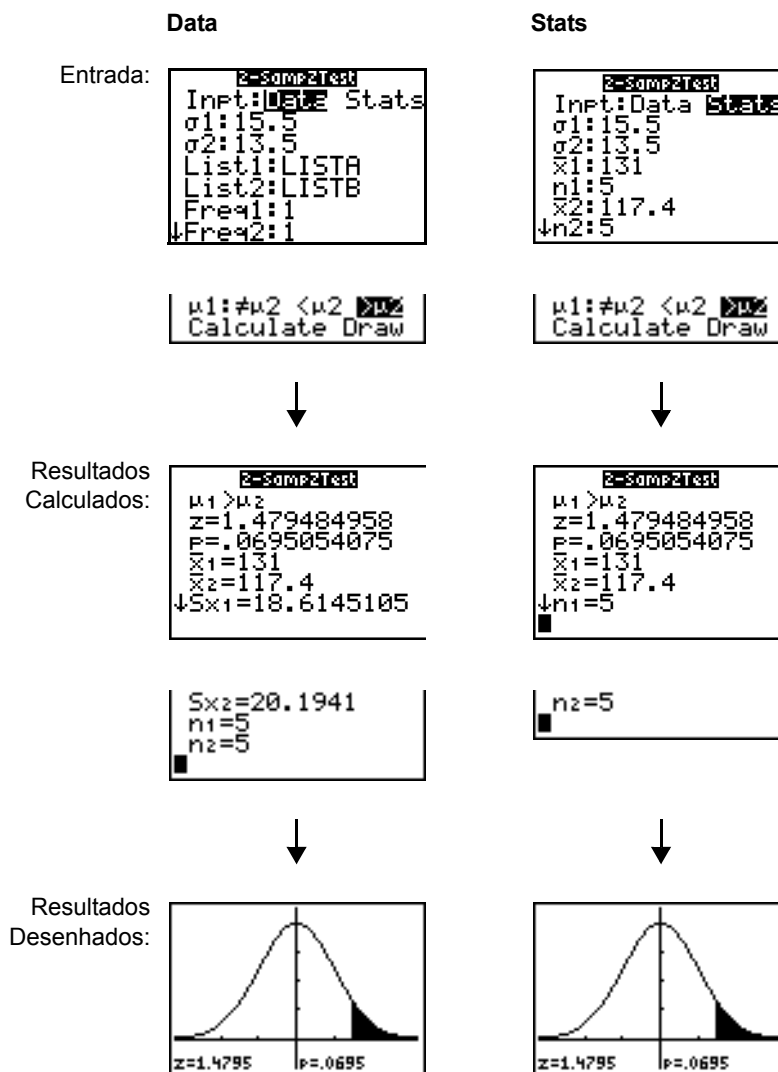 Data
Stats
Entrada:
2-SampZTest
Inpt:Data Stats
σ1:15.5
σ2:13.5
List1:LISTA
List2:LISTB
Freq1:1
↓Freq2:1
2-SampZTest
Inpt:Data Stats
σ1:15.5
σ2:13.5
x̄1:131
n1:5
x̄2:117.4
↓n2:5
μ1:≠μ2 <μ2 >μ2
Calculate Draw
μ1:≠μ2 <μ2 >μ2
Calculate Draw
Resultados
Calculados:
2-SampZTest
μ1>μ2
z=1.479484958
p=.0695054075
x̄1=131
x̄2=117.4
↓Sx1=18.6145105
2-SampZTest
μ1>μ2
z=1.479484958
p=.0695054075
x̄1=131
x̄2=117.4
↓n1=5
Sx2=20.1941
n1=5
n2=5
n2=5
Resultados
Desenhados:
z=1.4795 p=.0695
z=1.4795 p=.0695